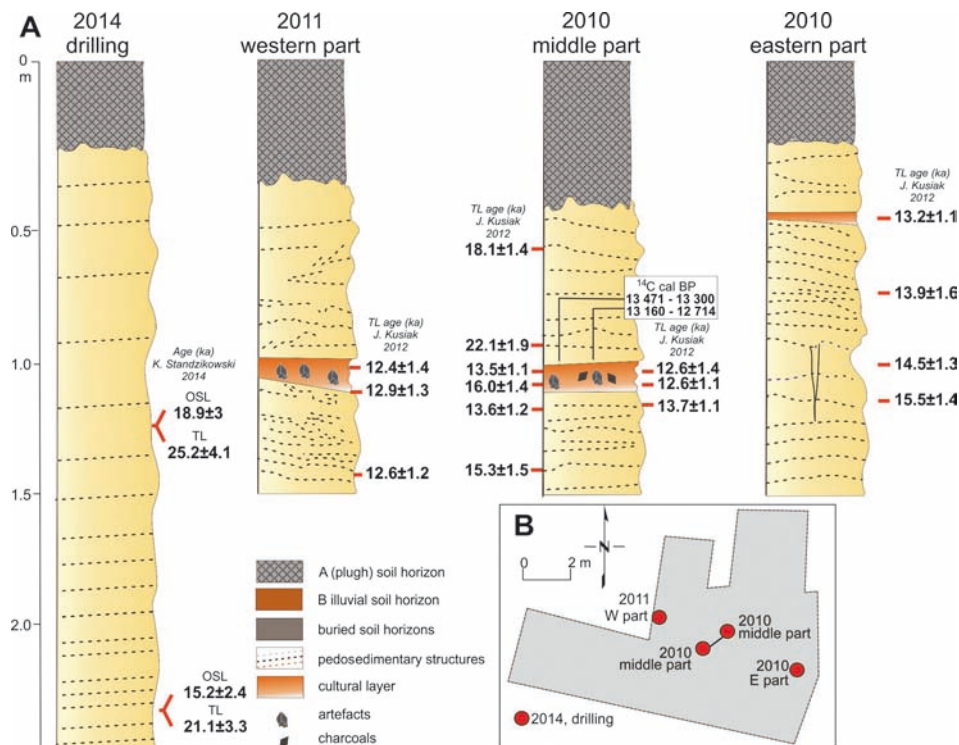 A
2014
drilling
2011
western part
2010
middle part
2010
eastern part
0
m
0.5
1.0
1.5
2.0
Age (ka)
K. Standzikowski
2014
OSL
18.9±3
TL
25.2±4.1
OSL
15.2±2.4
TL
21.1±3.3
TL age (ka)
J. Kusiak
2012
12.4±1.4
12.9±1.3
12.6±1.2
TL age (ka)
J. Kusiak
2012
18.1±1.4
22.1±1.9
13.5±1.1
16.0±1.4
13.6±1.2
15.3±1.5
14C cal BP
13 471 - 13 300
13 160 - 12 714
TL age (ka)
J. Kusiak
2012
12.6±1.4
12.6±1.1
13.7±1.1
TL age (ka)
J. Kusiak
2012
13.2±1.1
13.9±1.6
14.5±1.3
15.5±1.4
A (plugh) soil horizon
B illuvial soil horizon
buried soil horizons
pedosedimentary structures
cultural layer
artefacts
charcoals
B
N
0 2 m
2011
W part
2010
middle part
2010
middle part
2010
E part
2014, drilling